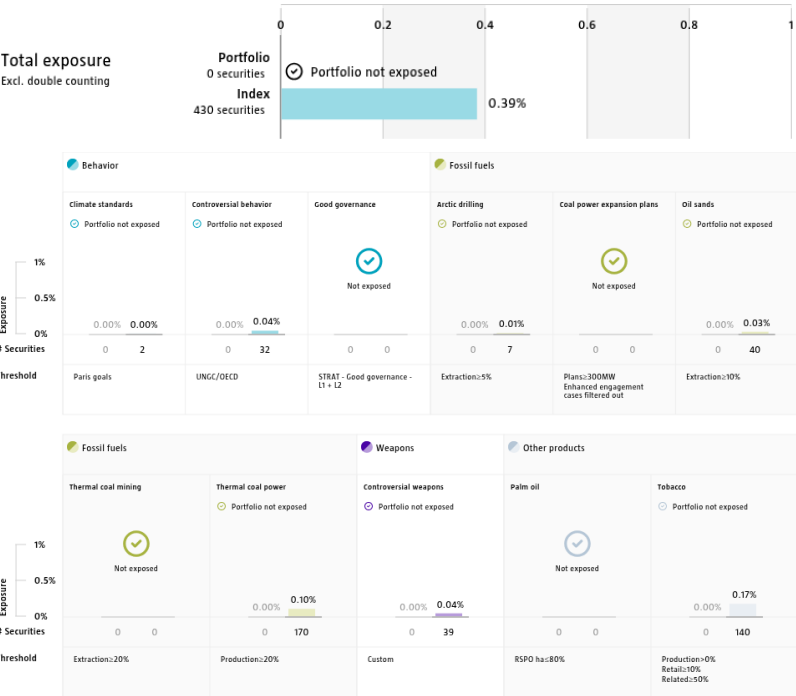 0 0.2 0.4 0.6 0.8 1
Total exposure
Excl. double counting
Portfolio
0 securities
Portfolio not exposed
Index
430 securities
0.39%
Behavior
Fossil fuels
Climate standards
Controversial behavior
Good governance
Arctic drilling
Coal power expansion plans
Oil sands
Portfolio not exposed
Portfolio not exposed
Portfolio not exposed
Portfolio not exposed
Not exposed
Not exposed
Exposure
1%
0.5%
0%
0.00% 0.00%
0.00% 0.04%
0.00% 0.01%
0.00% 0.03%
# Securities
0 2
0 32
0 0
0 7
0 0
0 40
Paris goals
UNGC/OECD
STRAT - Good governance -
L1 + L2
Extraction≥5%
Plans≥300MW
Enhanced engagement
cases filtered out
Extraction≥10%
Fossil fuels
Weapons
Other products
Thermal coal mining
Thermal coal power
Controversial weapons
Palm oil
Tobacco
Portfolio not exposed
Portfolio not exposed
Portfolio not exposed
Not exposed
Not exposed
Exposure
1%
0.5%
0%
0.00% 0.10%
0.00% 0.04%
0.00% 0.17%
# Securities
0 0
0 170
0 39
0 0
0 140
Extraction≥20%
Production≥20%
Custom
RSPO ha≤80%
Production>0%
Retail≥10%
Related≥50%